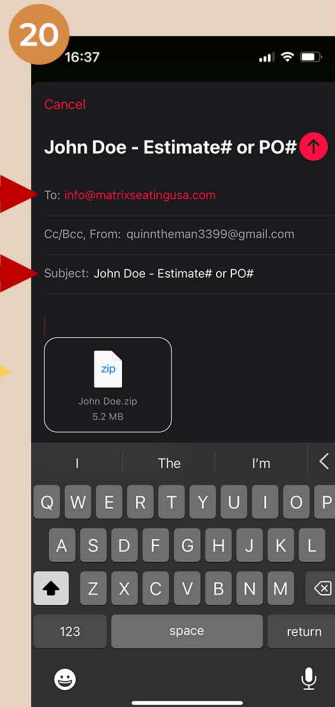 20
16:37
Cancel
John Doe - Estimate# or PO#
To: info@matrixseatingusa.com
Cc/Bcc, From: quinntheman3399@gmail.com
Subject: John Doe - Estimate# or PO#
zip
John Doe.zip
5.2 MB
I The I'm
Q W E R T Y U I O P
A S D F G H J K L
Z X C V B N M
123 space return